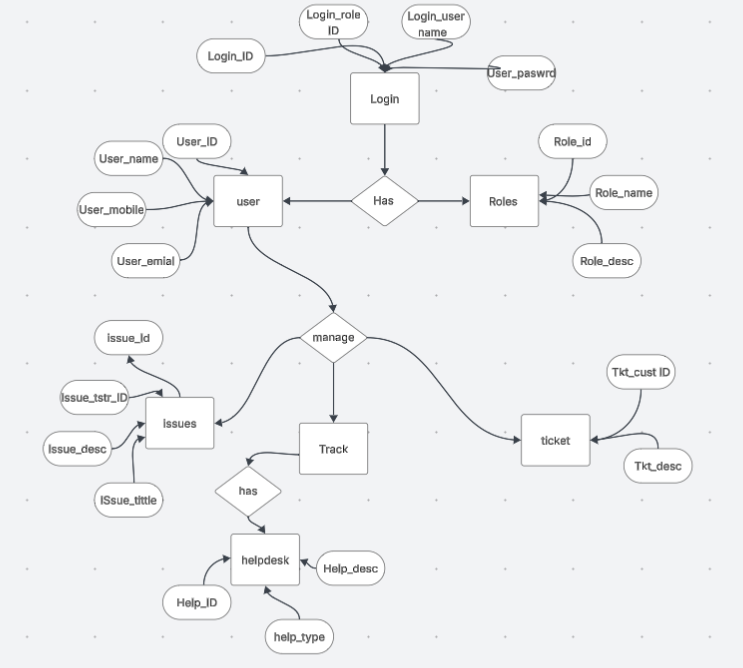 Login_role
ID
Login_user
name
Login_ID
User_paswrd
Login
User_ID
User_name
Role_id
Role_name
user
Has
Roles
User_mobile
User_emial
Role_desc
issue_Id
manage
Tkt_cust ID
Issue_tstr_ID
issues
ticket
Track
Issue_desc
Tkt_desc
has
ISsue_tittle
helpdesk
Help_desc
Help_ID
help_type